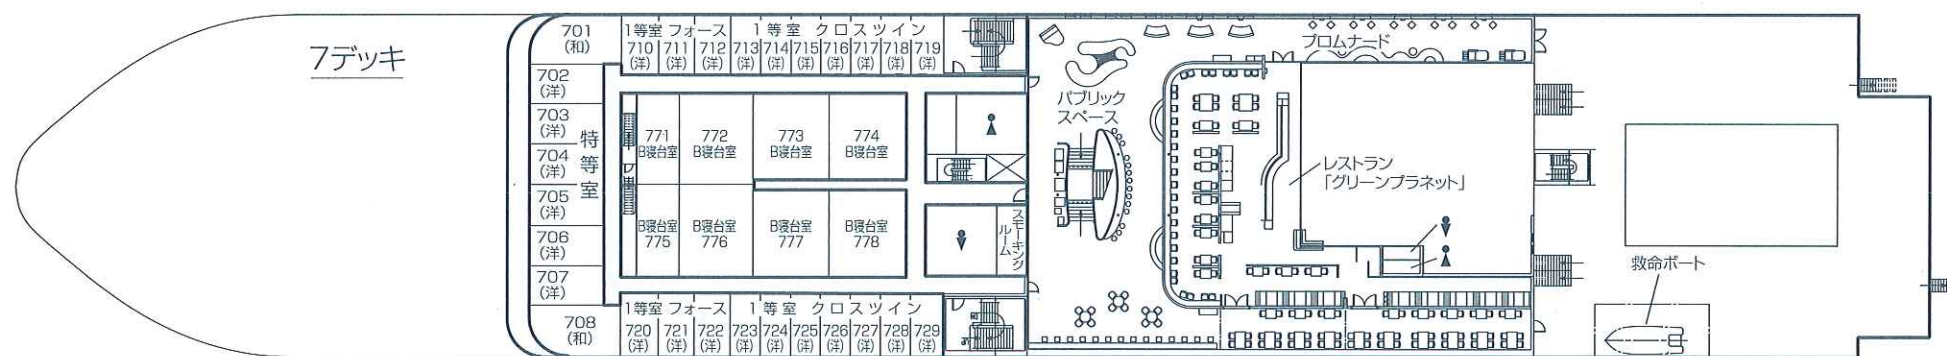 7デッキ
701
(和)
702
(洋)
703
(洋)
704
(洋)
705
(洋)
706
(洋)
707
(洋)
708
(和)
特等室
1等室 フォース
1等室 クロスツイン
710
(洋)
711
(洋)
712
(洋)
713
(洋)
714
(洋)
715
(洋)
716
(洋)
717
(洋)
718
(洋)
719
(洋)
771
B寝台室
772
B寝台室
773
B寝台室
774
B寝台室
B寝台室
775
B寝台室
776
B寝台室
777
B寝台室
778
スモーキング
ルーム
1等室 フォース
1等室 クロスツイン
720
(洋)
721
(洋)
722
(洋)
723
(洋)
724
(洋)
725
(洋)
726
(洋)
727
(洋)
728
(洋)
729
(洋)
パブリック
スペース
プロムナード
レストラン
「グリーンプラネット」
救命ボート